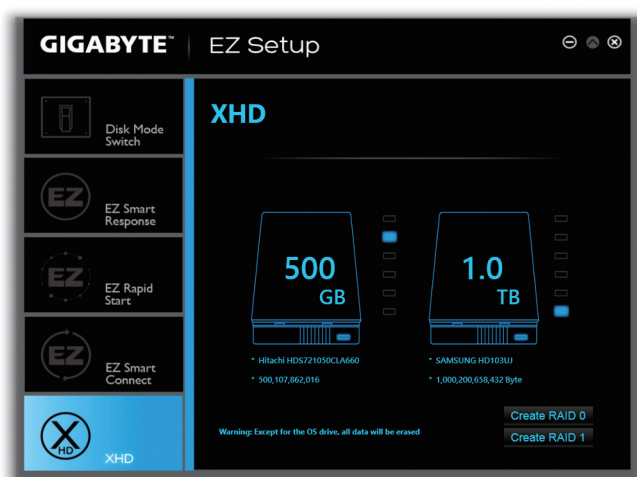 GIGABYTE™ EZ Setup
Disk Mode
Switch
EZ
EZ Smart
Response
EZ
EZ Rapid
Start
EZ
EZ Smart
Connect
X
HD
XHD
XHD
500
GB
1.0
TB
* Hitachi HDS721050CLA660
* 500,107,862,016
* SAMSUNG HD103UJ
* 1,000,200,658,432 Byte
Warning: Except for the OS drive, all data will be erased
Create RAID 0
Create RAID 1